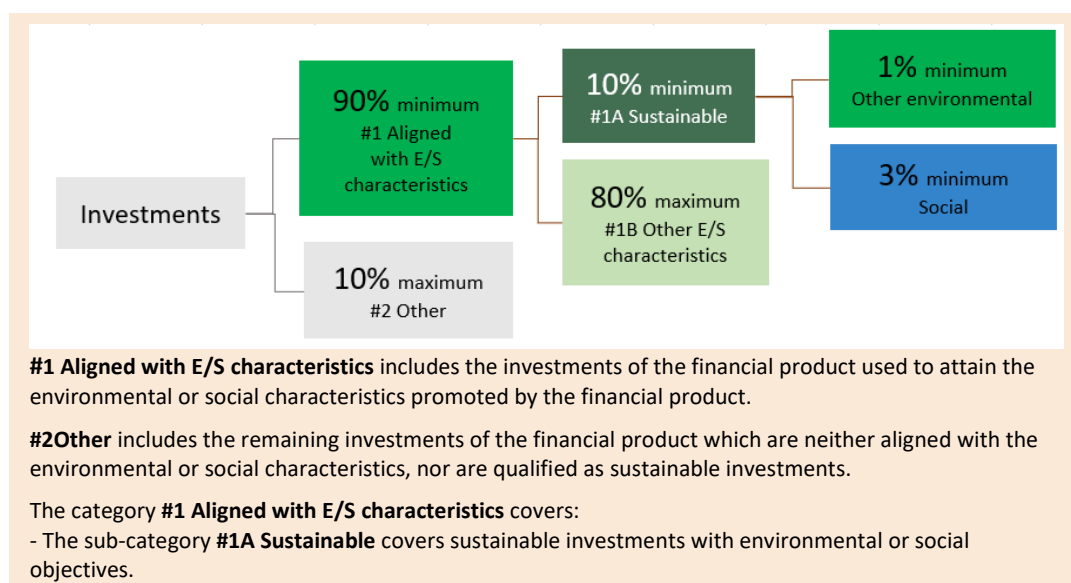 Investments
90% minimum
#1 Aligned
with E/S
characteristics
10% maximum
#2 Other
10% minimum
#1A Sustainable
80% maximum
#1B Other E/S
characteristics
1% minimum
Other environmental
3% minimum
Social
#1 Aligned with E/S characteristics includes the investments of the financial product used to attain the
environmental or social characteristics promoted by the financial product.
#2Other includes the remaining investments of the financial product which are neither aligned with the
environmental or social characteristics, nor are qualified as sustainable investments.
The category #1 Aligned with E/S characteristics covers:
- The sub-category #1A Sustainable covers sustainable investments with environmental or social
objectives.